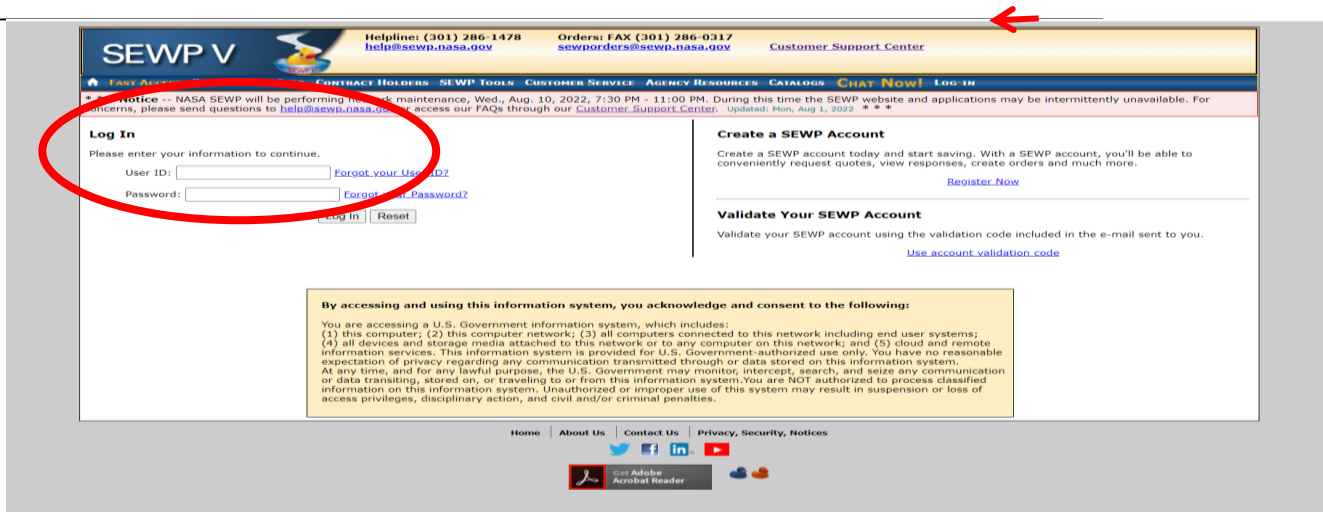 SEWP V
SEWP
Helpline: (301) 286-1478
help@sewp.nasa.gov
Orders: FAX (301) 286-0317
sewporders@sewp.nasa.gov
Customer Support Center
Fast Access Contract Holders SEWP Tools Customer Service Agency Resources Catalogs Chat Now! Log-in
Notice -- NASA SEWP will be performing network maintenance, Wed., Aug. 10, 2022, 7:30 PM - 11:00 PM. During this time the SEWP website and applications may be intermittently unavailable. For
concerns, please send questions to help@sewp.nasa.gov or access our FAQs through our Customer Support Center. Updated: Mon, Aug 1, 2022 * * *
Log In
Please enter your information to continue.
User ID: Forgot your User ID?
Password: Forgot your Password?
Log In Reset
Create a SEWP Account
Create a SEWP account today and start saving. With a SEWP account, you'll be able to
conveniently request quotes, view responses, create orders and much more.
Register Now
Validate Your SEWP Account
Validate your SEWP account using the validation code included in the e-mail sent to you.
Use account validation code
By accessing and using this information system, you acknowledge and consent to the following:
You are accessing a U.S. Government information system, which includes:
(1) this computer; (2) this computer network; (3) all computers connected to this network including end user systems;
(4) all devices and storage media attached to this network or to any computer on this network; and (5) cloud and remote
information services. This information system is provided for U.S. Government-authorized use only. You have no reasonable
expectation of privacy regarding any communication transmitted through or data stored on this information system.
At any time, and for any lawful purpose, the U.S. Government may monitor, intercept, search, and seize any communication
or data transiting, stored on, or traveling to or from this information system.You are NOT authorized to process classified
information on this information system. Unauthorized or improper use of this system may result in suspension or loss of
access privileges, disciplinary action, and civil and/or criminal penalties.
Home About Us Contact Us Privacy, Security, Notices
Get Adobe
Acrobat Reader